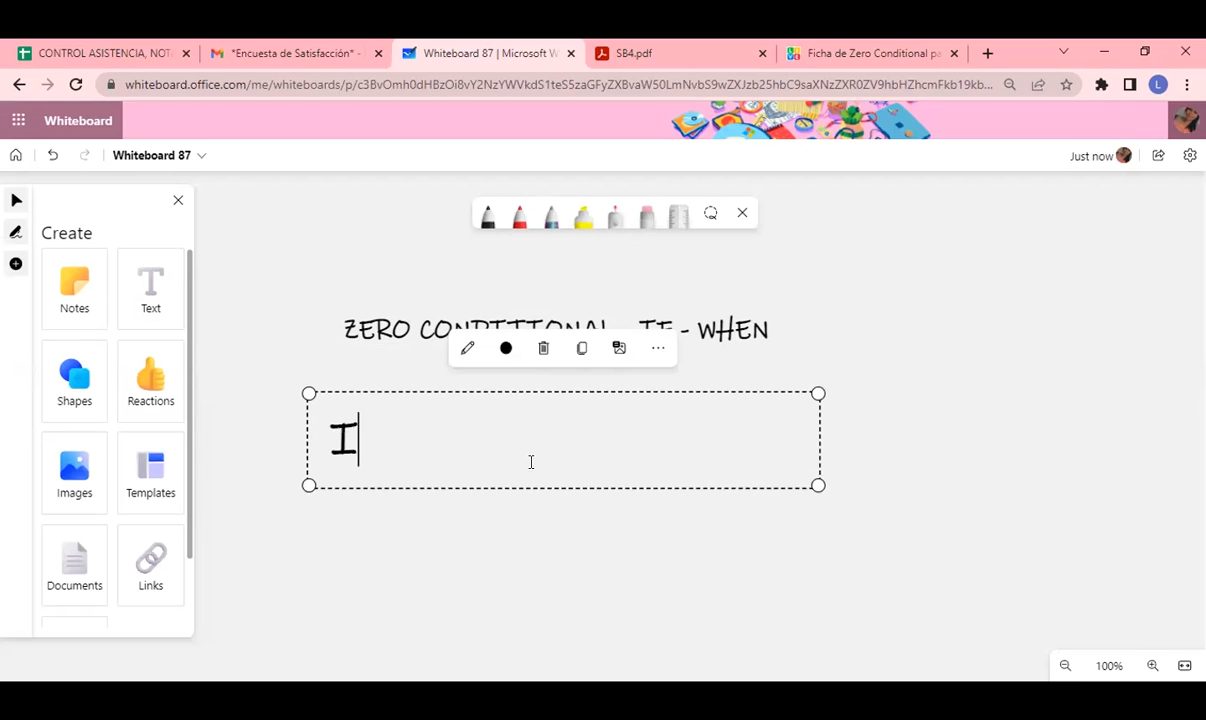 CONTROL ASISTENCIA, NOT
*Encuesta de Satisfacción* -
Whiteboard 87 | Microsoft W
SB4.pdf
Ficha de Zero Conditional pa
whiteboard.office.com/me/whiteboards/p/
L
Whiteboard
Whiteboard 87
Just now
Create
Notes
Text
Shapes
Reactions
Images
Templates
Documents
Links
ZERO CONDITIONAL IF - WHEN
I
100%